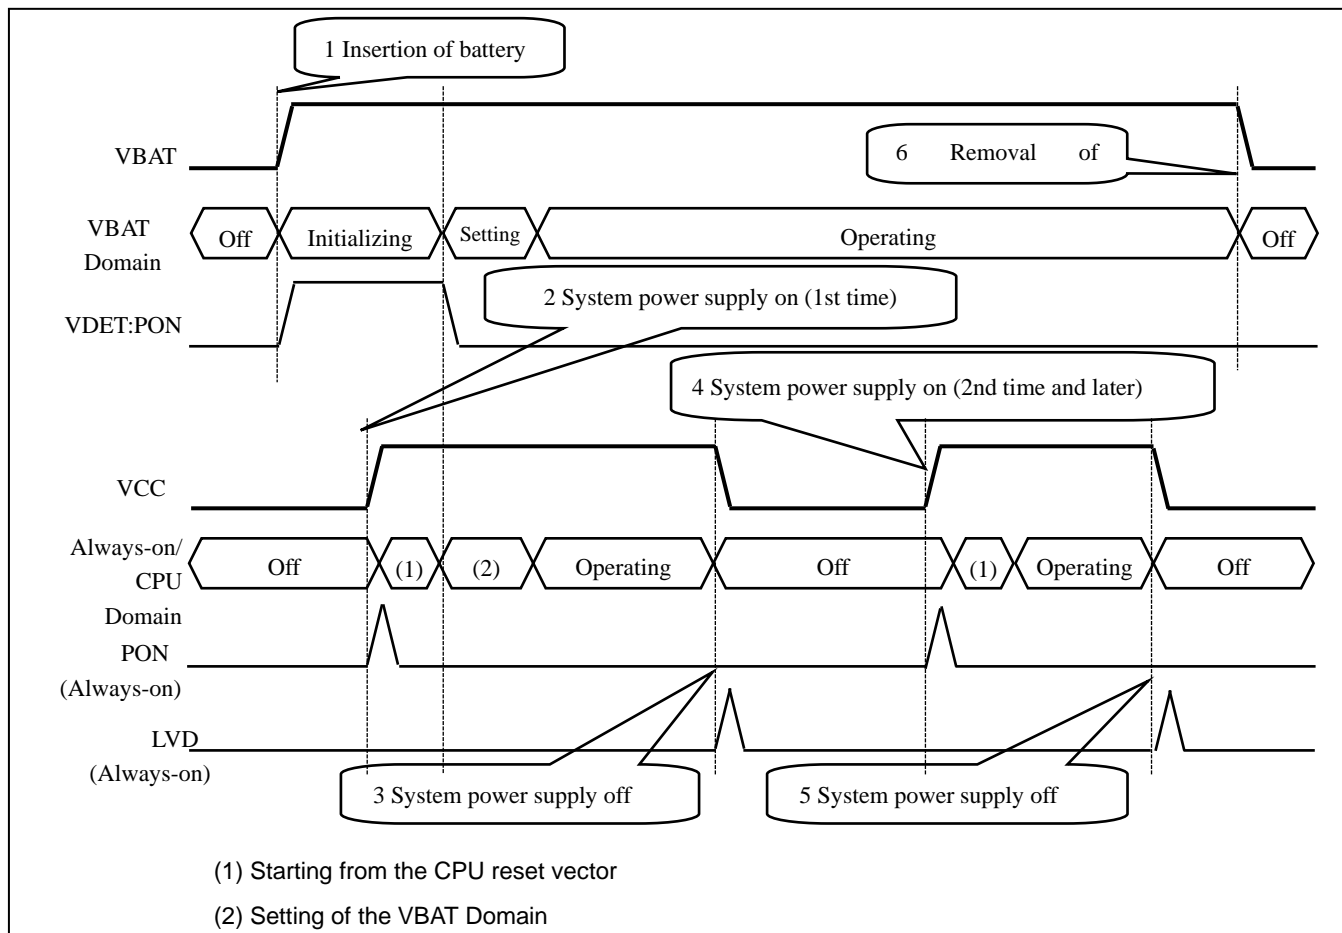 1 Insertion of battery
VBAT
6 Removal of
VBAT
Domain
Off
Initializing
Setting
Operating
Off
2 System power supply on (1st time)
VDET:PON
4 System power supply on (2nd time and later)
VCC
Always-on/
CPU
Domain
Off
(1)
(2)
Operating
Off
(1)
Operating
Off
PON
(Always-on)
LVD
(Always-on)
3 System power supply off
5 System power supply off
(1) Starting from the CPU reset vector
(2) Setting of the VBAT Domain